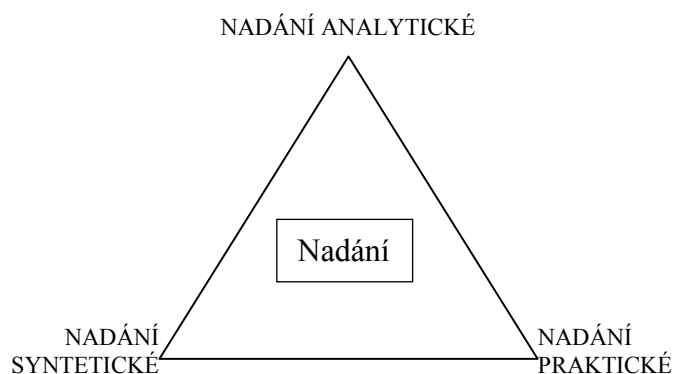 NADÁNÍ ANALYTICKÉ
Nadání
NADÁNÍ
SYNTETICKÉ
NADÁNÍ
PRAKTICKÉ